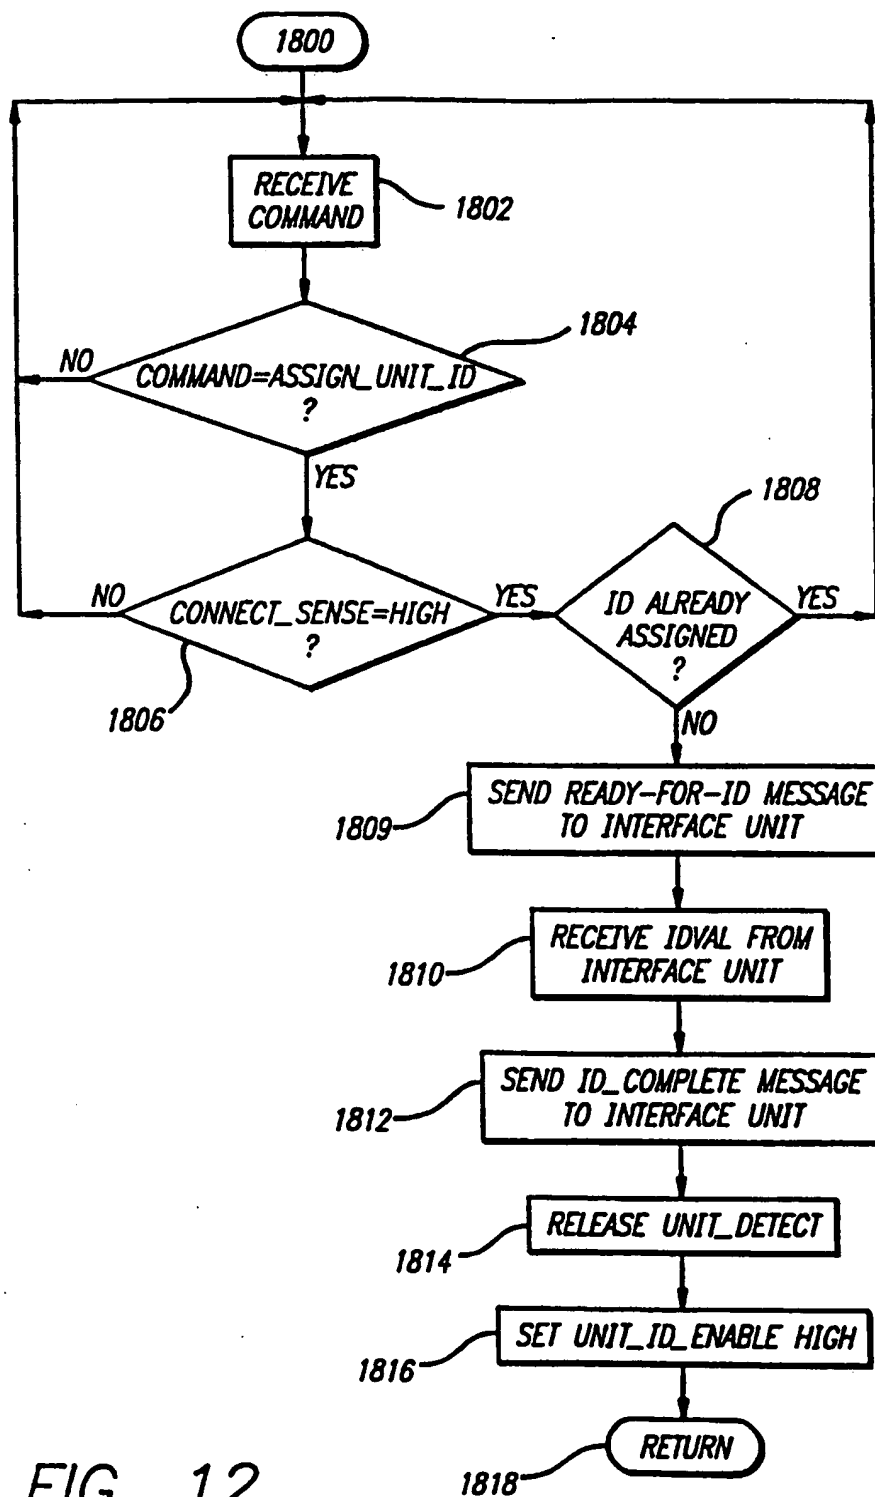 1800
RECEIVE
COMMAND
1802
1804
NO
COMMAND=ASSIGN_UNIT_ID
?
YES
1808
NO
CONNECT_SENSE=HIGH
?
YES
ID ALREADY
ASSIGNED
?
YES
1806
NO
SEND READY-FOR-ID MESSAGE
TO INTERFACE UNIT
1809
RECEIVE IDVAL FROM
INTERFACE UNIT
1810
SEND ID_COMPLETE MESSAGE
TO INTERFACE UNIT
1812
RELEASE UNIT_DETECT
1814
SET UNIT_ID_ENABLE HIGH
1816
RETURN
1818
FIG. 12